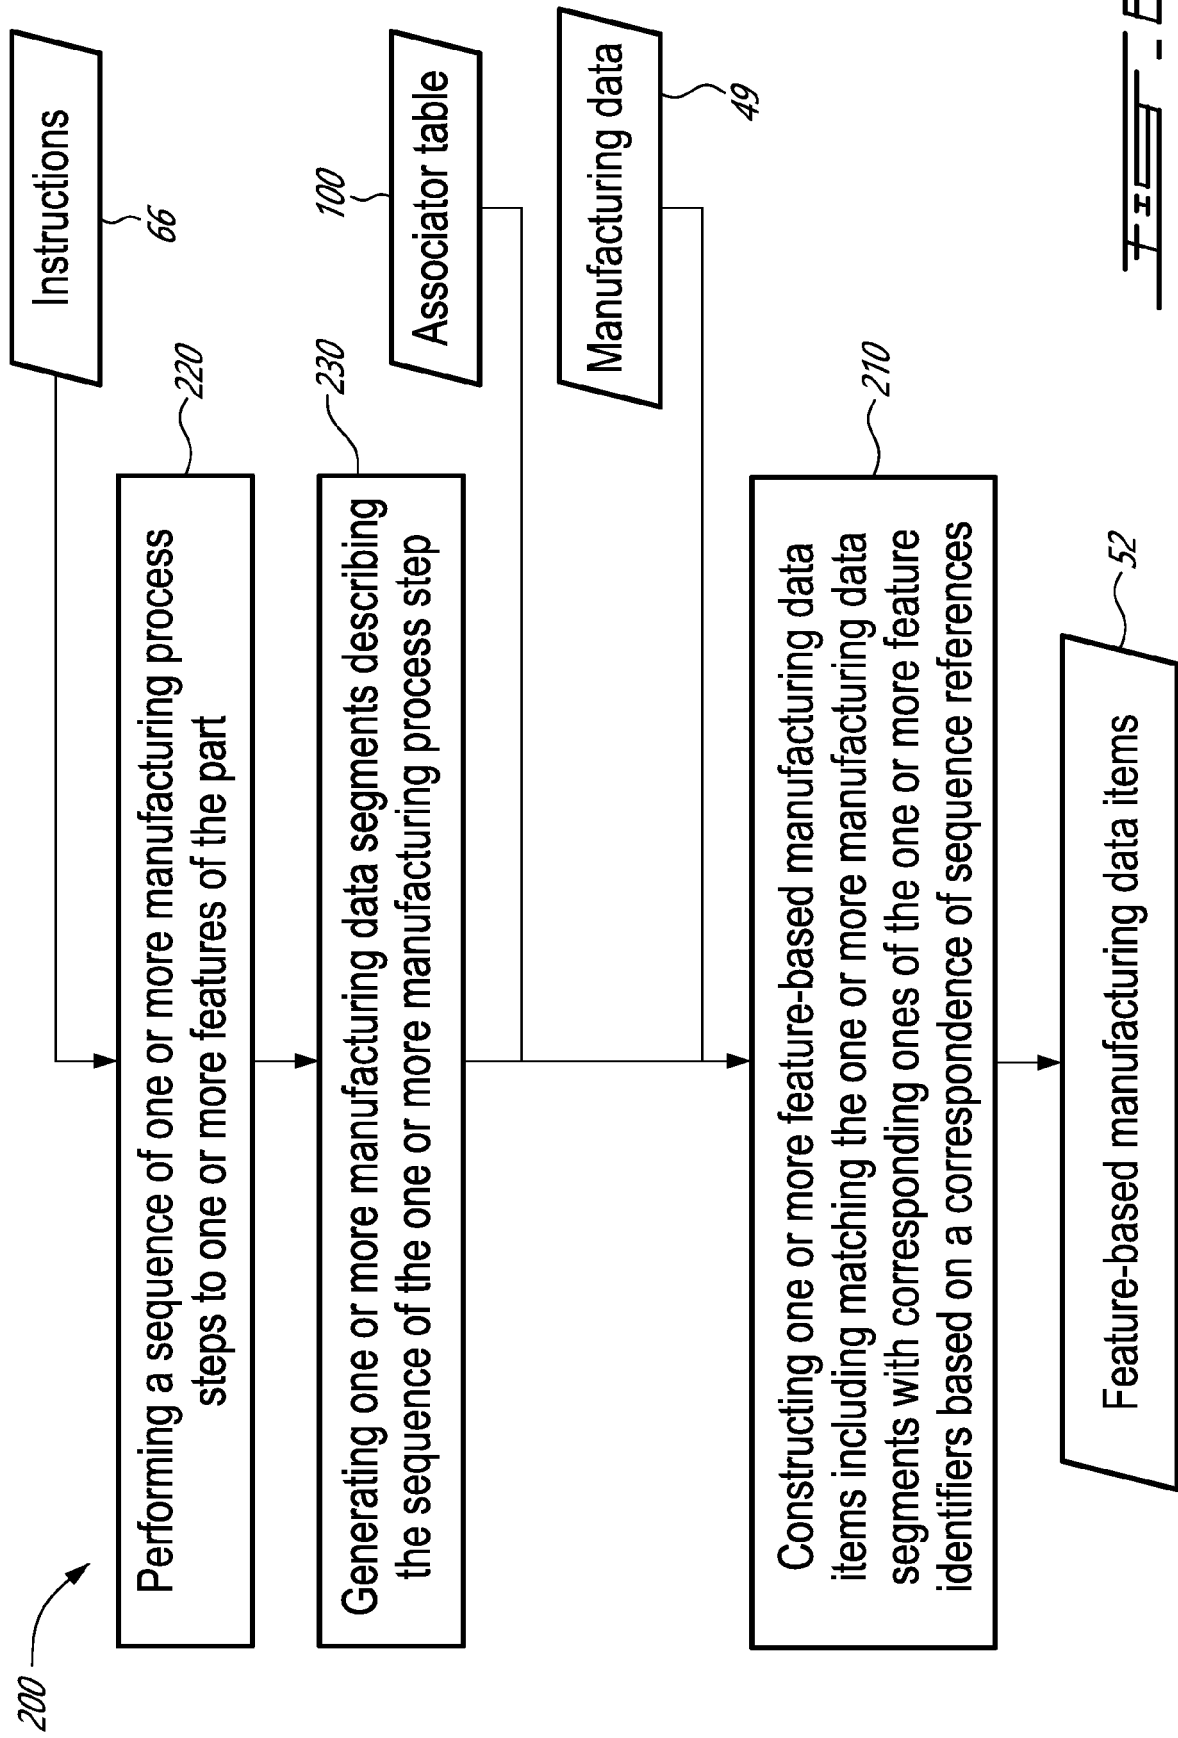 200
Instructions
66
Performing a sequence of one or more manufacturing process
steps to one or more features of the part
220
Generating one or more manufacturing data segments describing
the sequence of the one or more manufacturing process step
230
100
Associator table
Manufacturing data
49
Constructing one or more feature-based manufacturing data
items including matching the one or more manufacturing data
segments with corresponding ones of the one or more feature
identifiers based on a correspondence of sequence references
210
Feature-based manufacturing data items
52